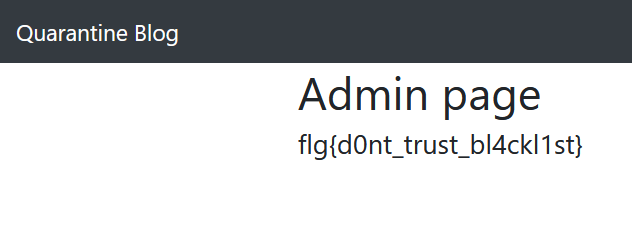 Quarantine Blog
Admin page
flg{d0nt_trust_bl4ckl1st}